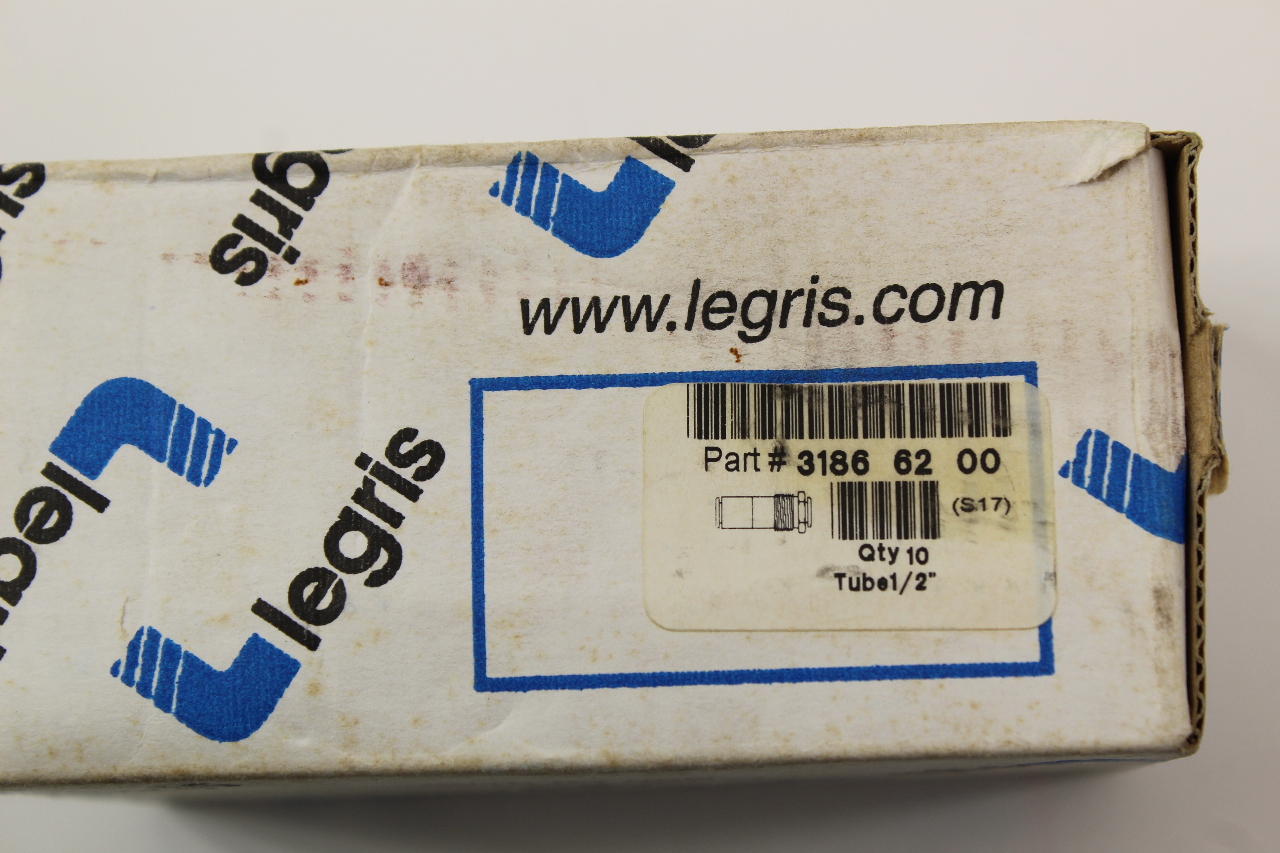 legris
www.legris.com
Part # 3186 62 00
(S17)
Qty 10
Tube1/2"
legris